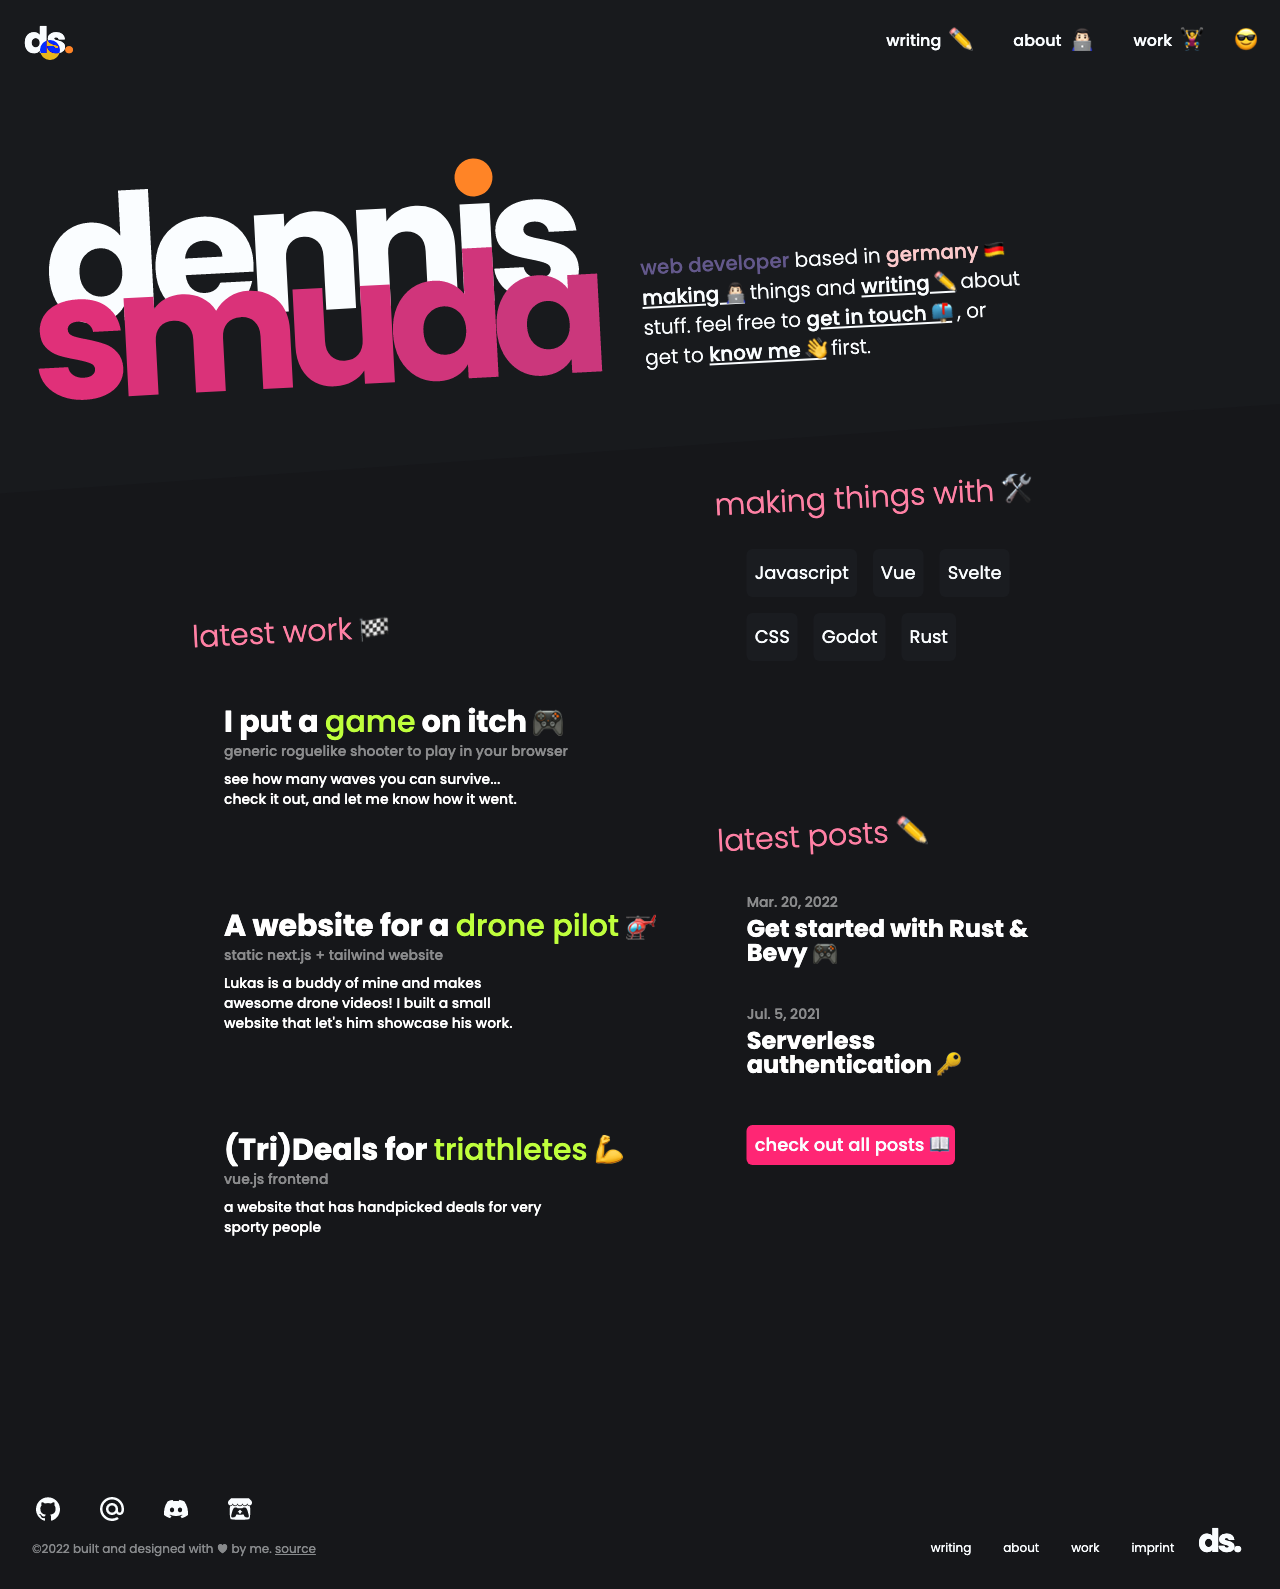 ds.
writing ✏️
about 👨🏻‍💻
work 🏋️
😎
dennis
smuda
web developer based in germany 🇩🇪
making 👨🏻‍💻 things and writing ✏️ about
stuff. feel free to get in touch 📬, or
get to know me 👋 first.
making things with 🛠
Javascript
Vue
Svelte
CSS
Godot
Rust
latest work 🏁
I put a game on itch 🎮
generic roguelike shooter to play in your browser
see how many waves you can survive...
check it out, and let me know how it went.
A website for a drone pilot 🚁
static next.js + tailwind website
Lukas is a buddy of mine and makes
awesome drone videos! I built a small
website that let's him showcase his work.
(Tri)Deals for triathletes 💪
vue.js frontend
a website that has handpicked deals for very
sporty people
latest posts ✏️
Mar. 20, 2022
Get started with Rust &
Bevy 🎮
Jul. 5, 2021
Serverless
authentication 🔑
check out all posts 📖
©2022 built and designed with ♥ by me. source
writing
about
work
imprint
ds.